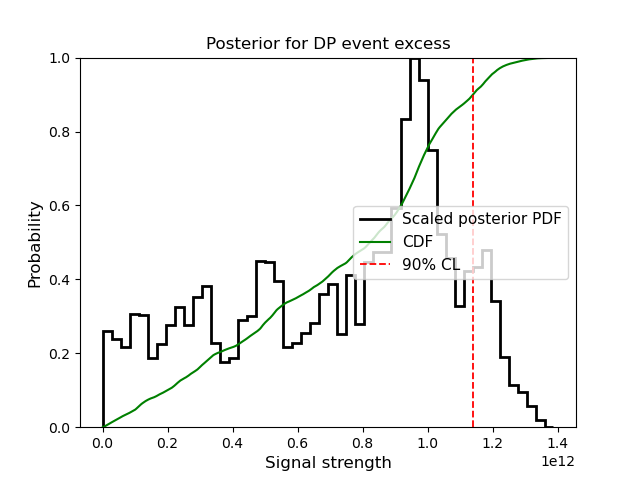 Posterior for DP event excess
Probability
1.0
0.8
0.6
0.4
0.2
0.0
Scaled posterior PDF
CDF
90% CL
0.0 0.2 0.4 0.6 0.8 1.0 1.2 1.4
1e12
Signal strength